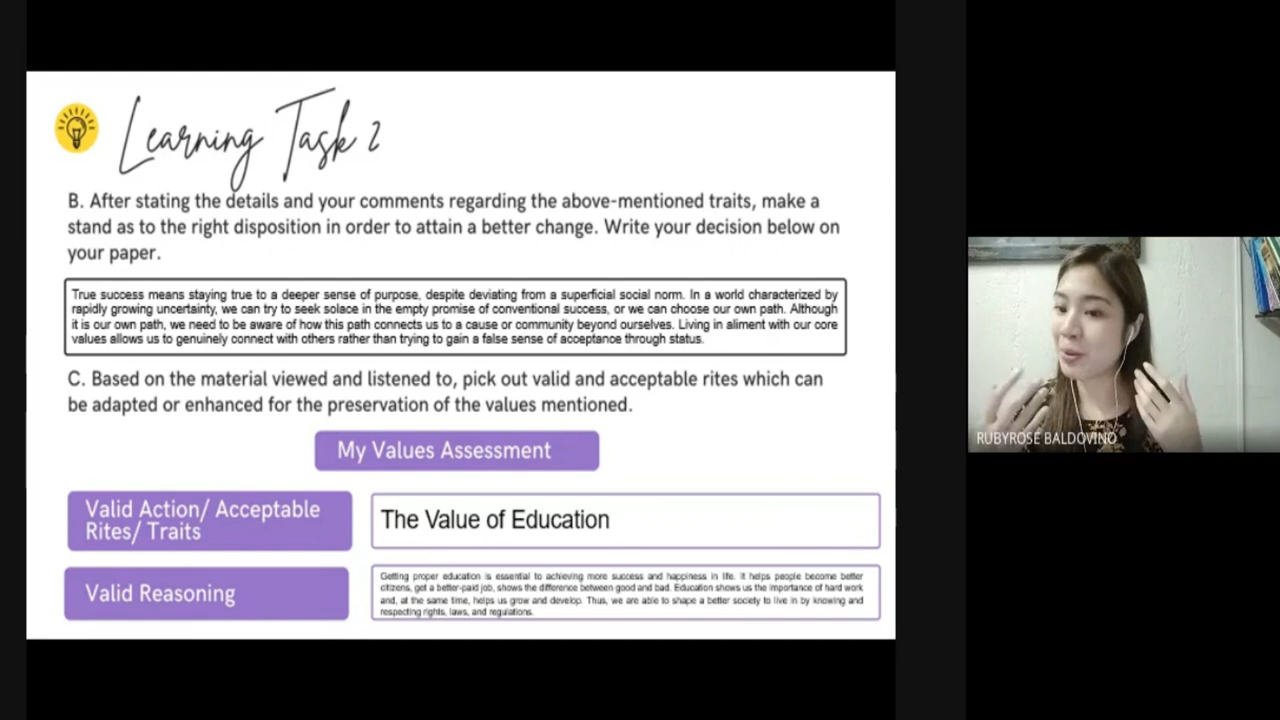 Learning Task 2
B. After stating the details and your comments regarding the above-mentioned traits, make a
stand as to the right disposition in order to attain a better change. Write your decision below on
your paper.
True success means staying true to a deeper sense of purpose, despite deviating from a superficial social norm. In a world characterized by
rapidly growing uncertainty, we can try to seek solace in the empty promise of conventional success, or we can choose our own path. Although
it is our own path, we need to be aware of how this path connects us to a cause or community beyond ourselves. Living in aliment with our core
values allows us to genuinely connect with others rather than trying to gain a false sense of acceptance through status.
C. Based on the material viewed and listened to, pick out valid and acceptable rites which can
be adapted or enhanced for the preservation of the values mentioned.
My Values Assessment
Valid Action/ Acceptable
Rites/ Traits
The Value of Education
Valid Reasoning
Getting proper education is essential to achieving more success and happiness in life. It helps people become better
citizens, get a better-paid job, shows the difference between good and bad. Education shows us the importance of hard work
and, at the same time, helps us grow and develop. Thus, we are able to shape a better society to live in by knowing and
respecting rights, laws, and regulations.
RUBYROSE BALDOVINO